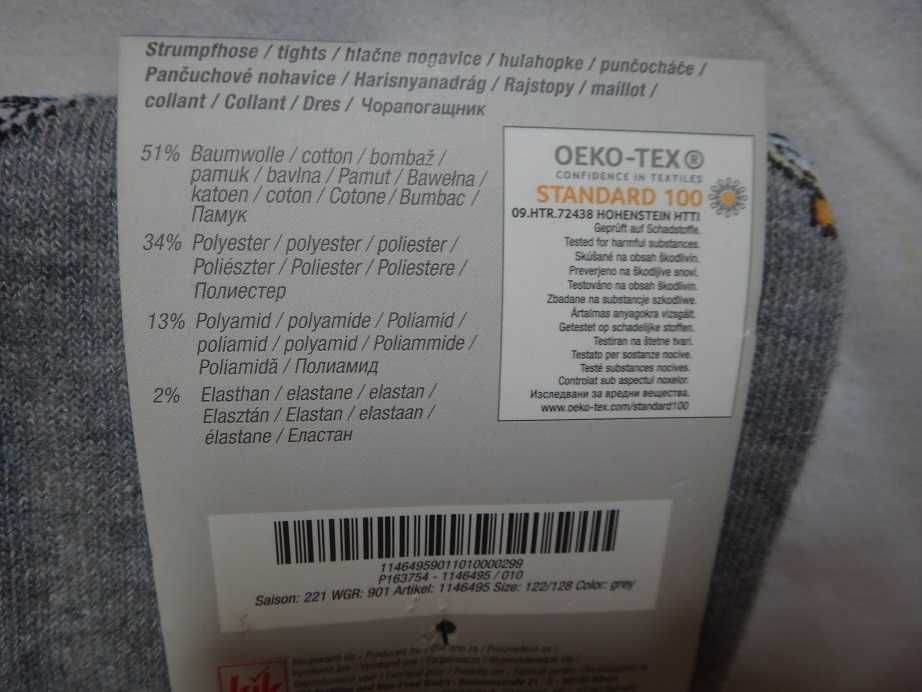 Strumpfhose / tights / hlačne nogavice / hulahopke / punčocháče /
Pančuchové nohavice / Harisnyanadrág / Rajstopy / maillot /
collant / Collant / Dres / Чорапогащник
51% Baumwolle / cotton / bombaž /
pamuk / bavlna / Pamut / Bawełna /
katoen / coton / Cotone / Bumbac /
Памук
34% Polyester / polyester / poliester /
Poliészter / Poliester / Poliestere /
Полиестер
13% Polyamid / polyamide / Poliamid /
poliamid / polyamid / Poliammide /
Poliamidă / Полиамид
2% Elasthan / elastane / elastan /
Elasztán / Elastan / elastaan /
élastane / Еластан
OEKO-TEX®
CONFIDENCE IN TEXTILES
STANDARD 100
09.HTR.72438 HOHENSTEIN HTTI
Geprüft auf Schadstoffe.
Tested for harmful substances.
Skúšané na obsah škodlivín.
Preverjeno na škodljive snovi.
Testováno na obsah škodlivin.
Zbadane na substancje szkodliwe.
Ártalmas anyagokra vizsgált.
Getestet op schadelijke stoffen.
Testiran na štetne tvari.
Testato per sostanze nocive.
Testé substances nocives.
Controlat sub aspectul noxelor.
Изследвани за вредни вещества.
www.oeko-tex.com/standard100
11464959011010000299
P163754 - 1146495 / 010
Saison: 221 WGR: 901 Artikel: 1146495 Size: 122/128 Color: grey
kik